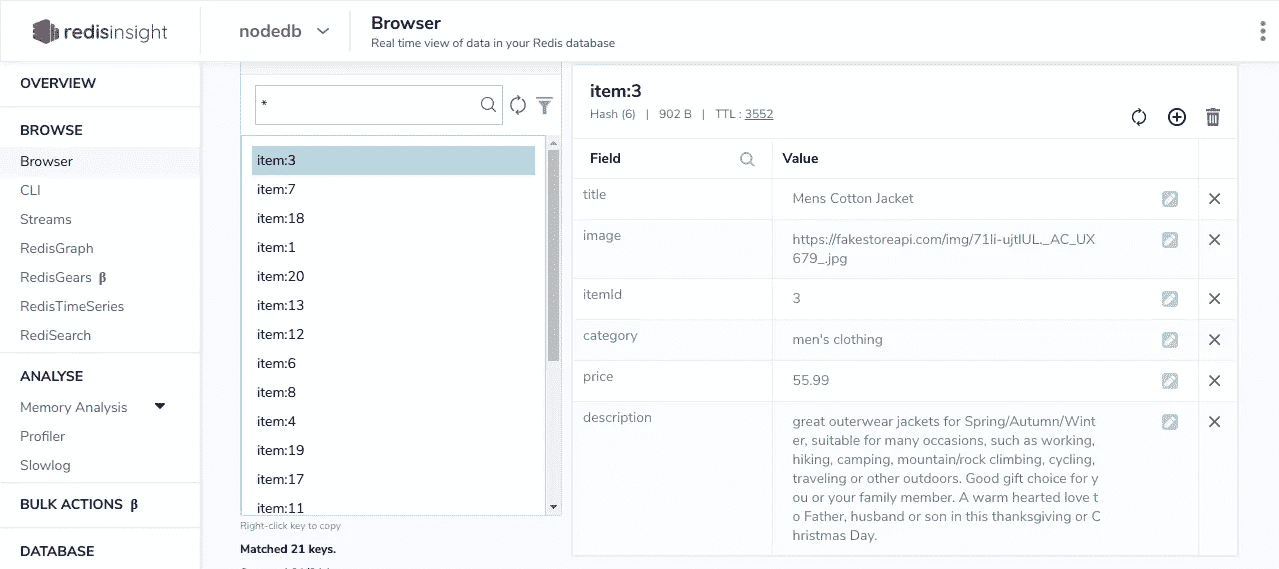 redisinsight
nodedb
Browser
Real time view of data in your Redis database
OVERVIEW
BROWSE
Browser
CLI
Streams
RedisGraph
RedisGears β
RedisTimeSeries
RediSearch
ANALYSE
Memory Analysis
Profiler
Slowlog
BULK ACTIONS β
DATABASE
*
item:3
item:7
item:18
item:1
item:20
item:13
item:12
item:6
item:8
item:4
item:19
item:17
item:11
Right-click key to copy
Matched 21 keys.
item:3
Hash (6) | 902 B | TTL : 3552
Field Value
title Mens Cotton Jacket
image https://fakestoreapi.com/img/71li-ujtlUL._AC_UX
679_.jpg
itemId 3
category men's clothing
price 55.99
description great outerwear jackets for Spring/Autumn/Wint
er, suitable for many occasions, such as working,
hiking, camping, mountain/rock climbing, cycling,
traveling or other outdoors. Good gift choice for y
ou or your family member. A warm hearted love t
o Father, husband or son in this thanksgiving or C
hristmas Day.